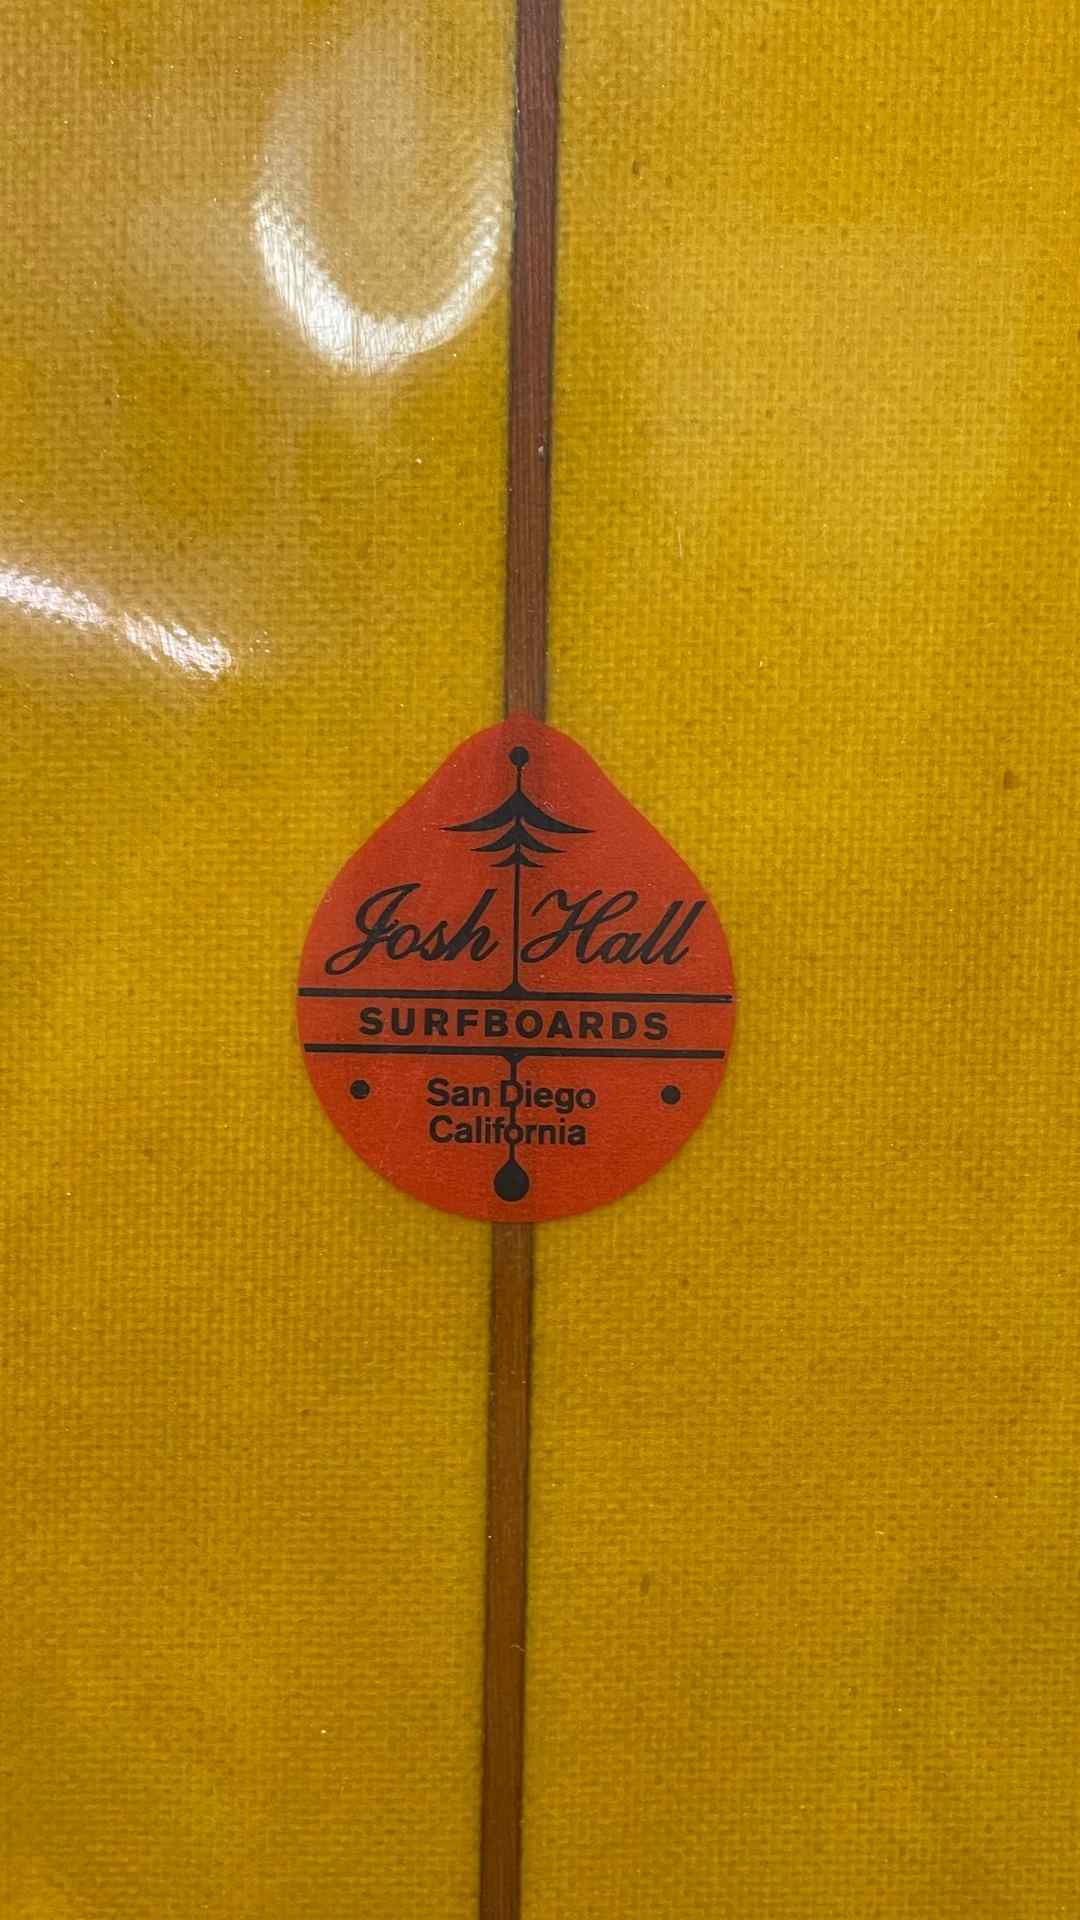 Josh Hall
SURFBOARDS
San Diego
California